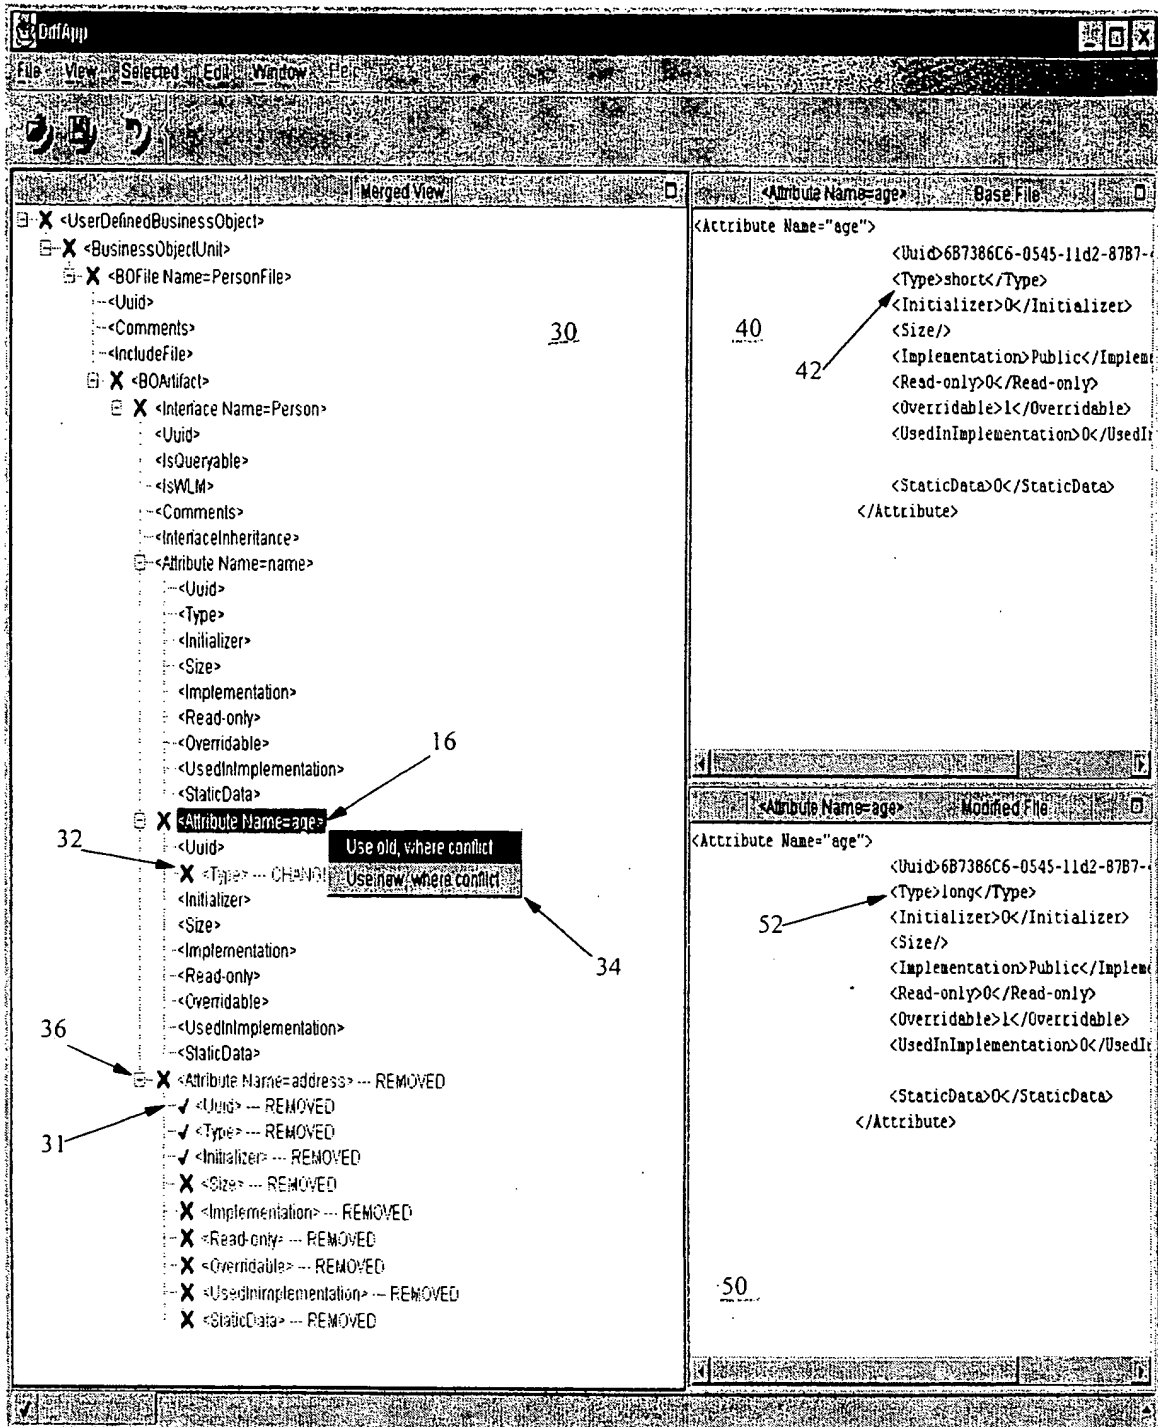 DiffApp
File View Selected Edit Window Help
Merged View
<UserDefinedBusinessObject>
<BusinessObjectUnit>
<BOFile Name=PersonFile>
<Uuid>
<Comments>
<IncludeFile>
30
<BOArtifact>
<Interface Name=Person>
<Uuid>
<IsQueryable>
<IsWLM>
<Comments>
<InterfaceInheritance>
<Attribute Name=name>
<Uuid>
<Type>
<Initializer>
<Size>
<Implementation>
<Read-only>
<Overridable>
16
<UsedInImplementation>
<StaticData>
<Attribute Name=age>
32
<Uuid>
Use old, where conflict
<Type> --- CHANG
Use new, where conflict
<Initializer>
<Size>
<Implementation>
34
<Read-only>
<Overridable>
36
<UsedInImplementation>
<StaticData>
<Attribute Name=address> --- REMOVED
<Uuid> --- REMOVED
31
<Type> --- REMOVED
<Initializer> --- REMOVED
<Size> --- REMOVED
<Implementation> --- REMOVED
<Read-only> --- REMOVED
<Overridable> --- REMOVED
<UsedInImplementation> --- REMOVED
<StaticData> --- REMOVED
<Attribute Name=age> Base File
<Attribute Name="age">
<Uuid>6B7386C6-0545-11d2-87B7-
<Type>short</Type>
<Initializer>0</Initializer>
40
<Size/>
42
<Implementation>Public</Impleme
<Read-only>0</Read-only>
<Overridable>1</Overridable>
<UsedInImplementation>0</UsedI
<StaticData>0</StaticData>
</Attribute>
<Attribute Name=age> Modified File
<Attribute Name="age">
<Uuid>6B7386C6-0545-11d2-87B7-
<Type>long</Type>
52
<Initializer>0</Initializer>
<Size/>
<Implementation>Public</Impleme
<Read-only>0</Read-only>
<Overridable>1</Overridable>
<UsedInImplementation>0</UsedI
<StaticData>0</StaticData>
</Attribute>
50